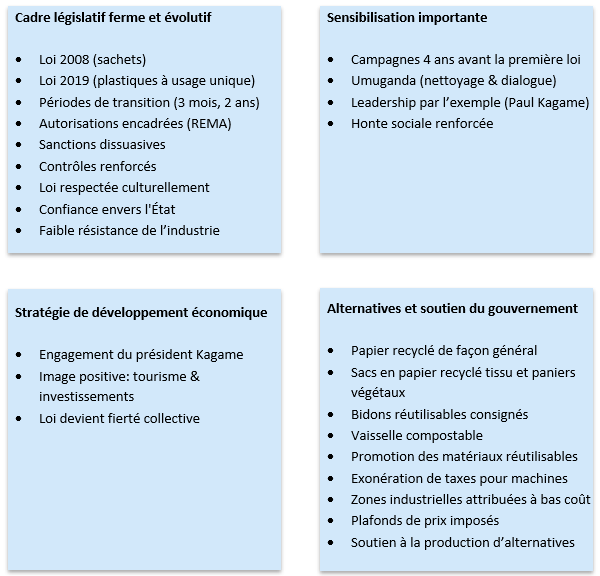 Cadre législatif ferme et évolutif
• Loi 2008 (sachets)
• Loi 2019 (plastiques à usage unique)
• Périodes de transition (3 mois, 2 ans)
• Autorisations encadrées (REMA)
• Sanctions dissuasives
• Contrôles renforcés
• Loi respectée culturellement
• Confiance envers l'État
• Faible résistance de l’industrie
Sensibilisation importante
• Campagnes 4 ans avant la première loi
• Umuganda (nettoyage & dialogue)
• Leadership par l’exemple (Paul Kagame)
• Honte sociale renforcée
Stratégie de développement économique
• Engagement du président Kagame
• Image positive: tourisme &
investissements
• Loi devient fierté collective
Alternatives et soutien du gouvernement
• Papier recyclé de façon général
• Sacs en papier recyclé tissu et paniers
végétaux
• Bidons réutilisables consignés
• Vaisselle compostable
• Promotion des matériaux réutilisables
• Exonération de taxes pour machines
• Zones industrielles attribuées à bas coût
• Plafonds de prix imposés
• Soutien à la production d’alternatives